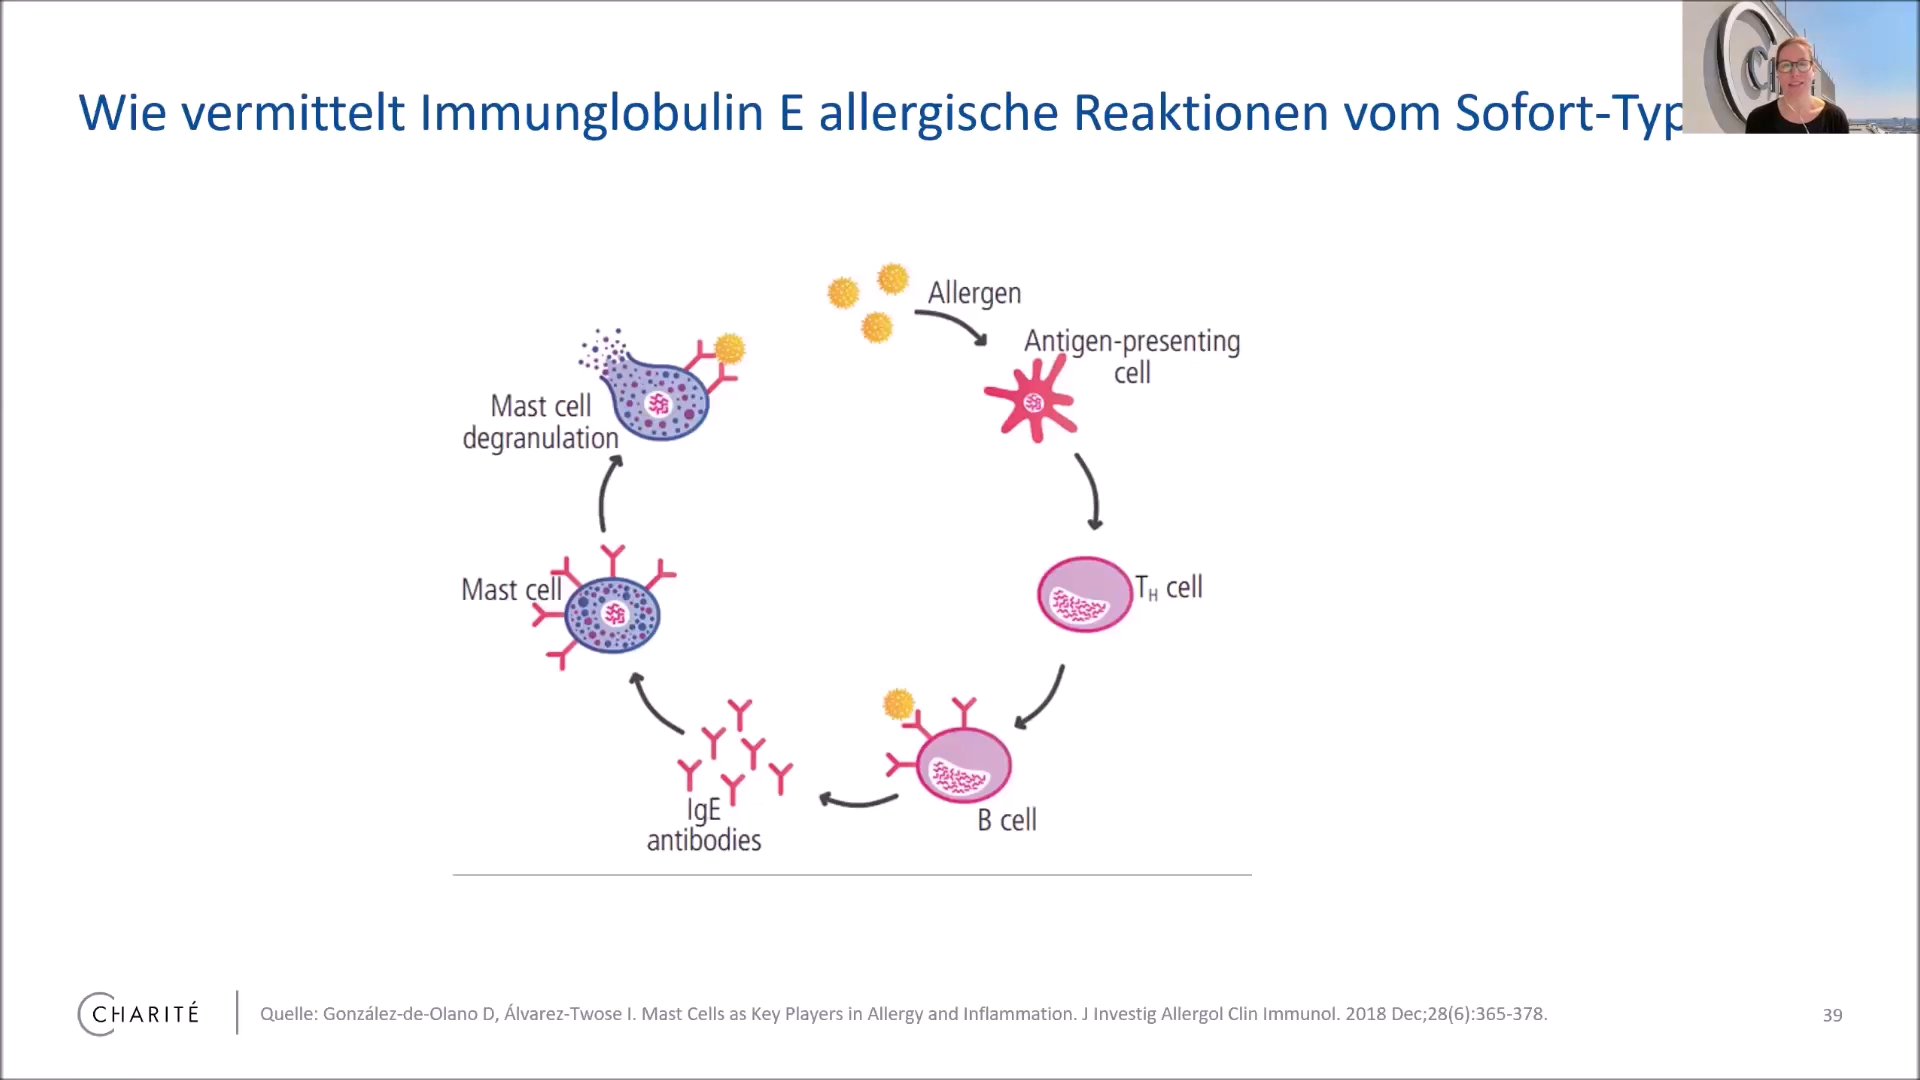 Wie vermittelt Immunglobulin E allergische Reaktionen vom Sofort-Typ
Allergen
Antigen-presenting
cell
Mast cell
degranulation
Mast cell
TH cell
B cell
IgE
antibodies
CHARITÉ
Quelle: González-de-Olano D, Álvarez-Twose I. Mast Cells as Key Players in Allergy and Inflammation. J Investig Allergol Clin Immunol. 2018 Dec;28(6):365-378.
39